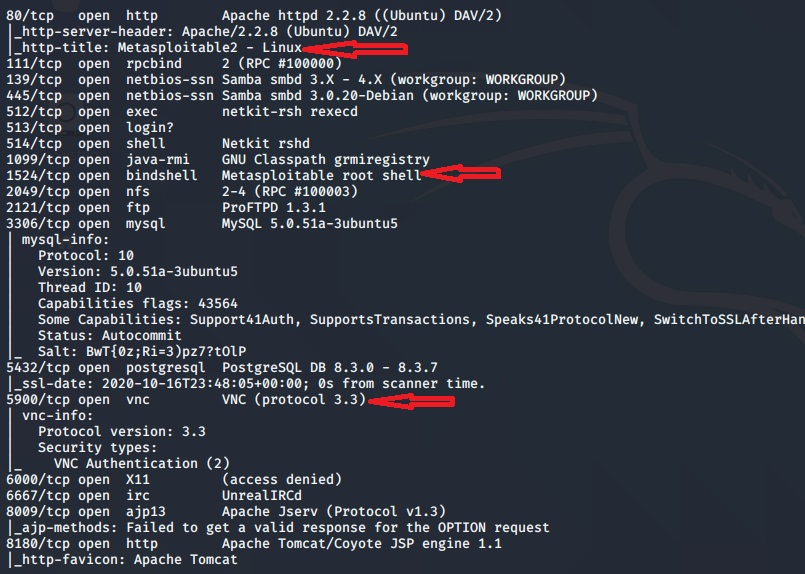 80/tcp   open  http        Apache httpd 2.2.8 ((Ubuntu) DAV/2)
|_http-server-header: Apache/2.2.8 (Ubuntu) DAV/2
|_http-title: Metasploitable2 - Linux
111/tcp  open  rpcbind     2 (RPC #100000)
139/tcp  open  netbios-ssn Samba smbd 3.X - 4.X (workgroup: WORKGROUP)
445/tcp  open  netbios-ssn Samba smbd 3.0.20-Debian (workgroup: WORKGROUP)
512/tcp  open  exec        netkit-rsh rexecd
513/tcp  open  login?
514/tcp  open  shell       Netkit rshd
1099/tcp open  java-rmi    GNU Classpath grmiregistry
1524/tcp open  bindshell   Metasploitable root shell
2049/tcp open  nfs         2-4 (RPC #100003)
2121/tcp open  ftp         ProFTPD 1.3.1
3306/tcp open  mysql       MySQL 5.0.51a-3ubuntu5
| mysql-info:
|   Protocol: 10
|   Version: 5.0.51a-3ubuntu5
|   Thread ID: 10
|   Capabilities flags: 43564
|   Some Capabilities: Support41Auth, SupportsTransactions, Speaks41ProtocolNew, SwitchToSSLAfterHan
|   Status: Autocommit
|_  Salt: BwT{0z;Ri=3)pz7?tOlP
5432/tcp open  postgresql  PostgreSQL DB 8.3.0 - 8.3.7
|_ssl-date: 2020-10-16T23:48:05+00:00; 0s from scanner time.
5900/tcp open  vnc         VNC (protocol 3.3)
| vnc-info:
|   Protocol version: 3.3
|   Security types:
|_    VNC Authentication (2)
6000/tcp open  X11         (access denied)
6667/tcp open  irc         UnrealIRCd
8009/tcp open  ajp13       Apache Jserv (Protocol v1.3)
|_ajp-methods: Failed to get a valid response for the OPTION request
8180/tcp open  http        Apache Tomcat/Coyote JSP engine 1.1
|_http-favicon: Apache Tomcat